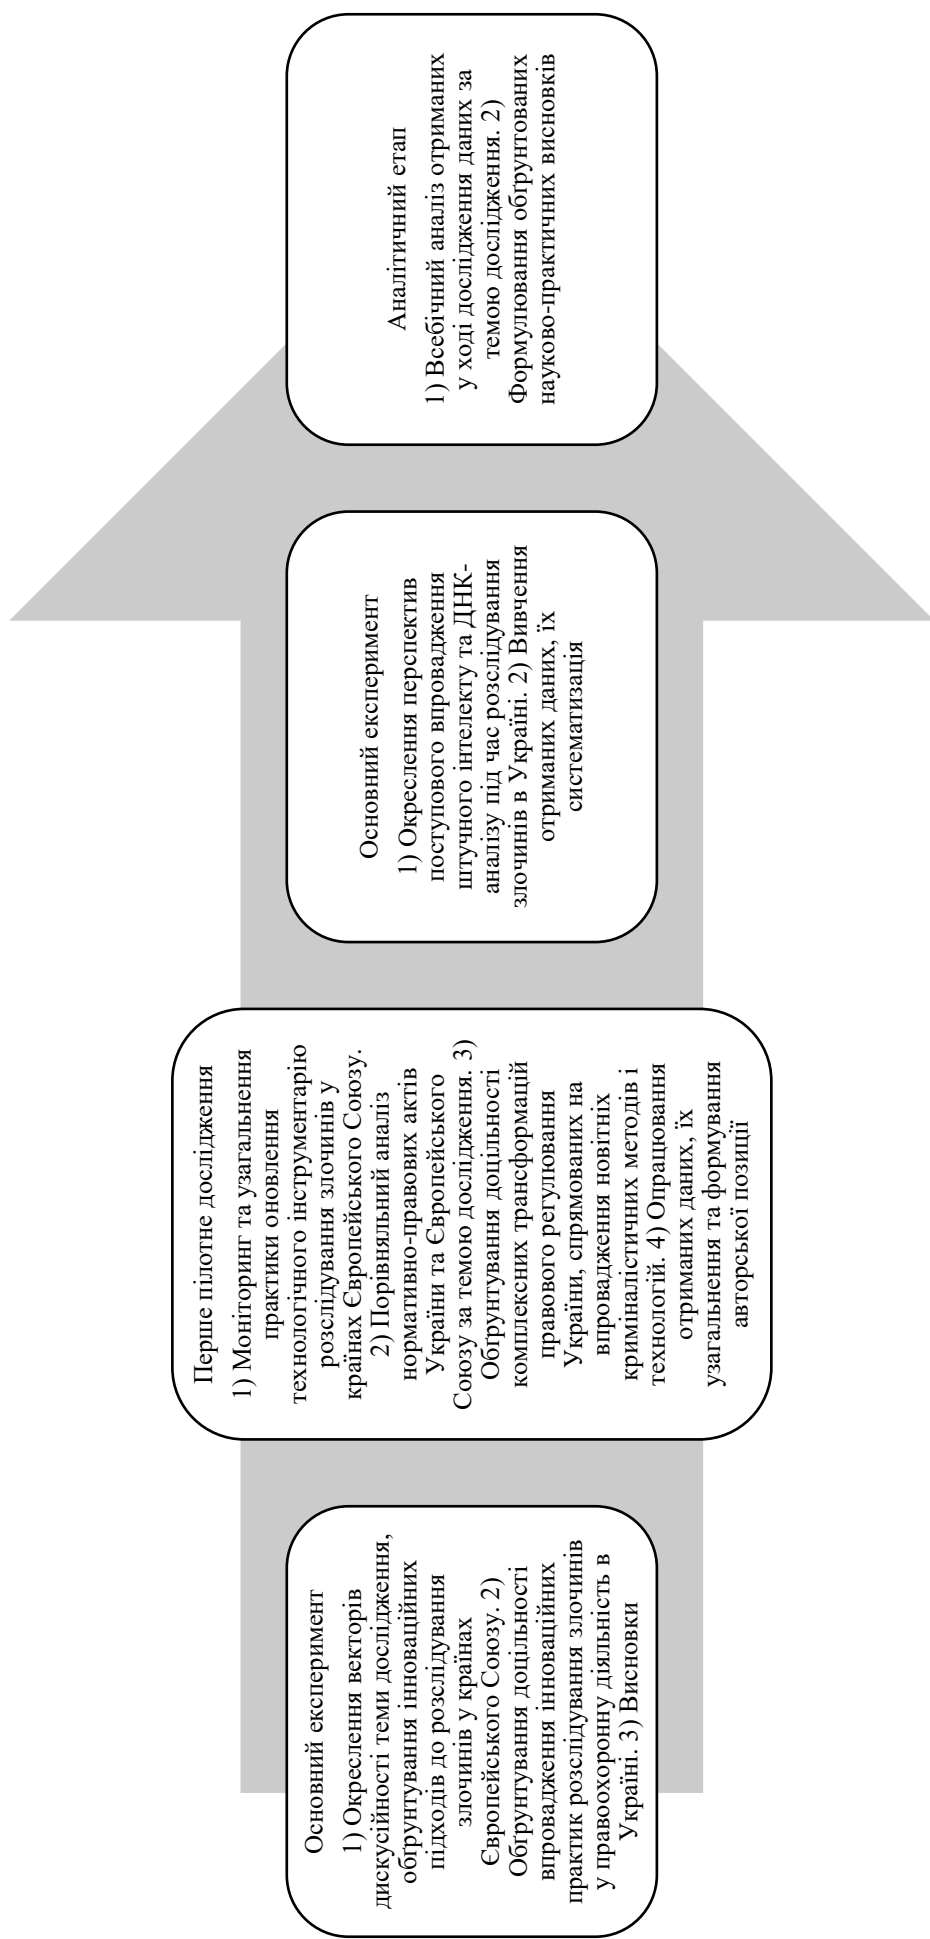 Основний експеримент
1) Окреслення векторів
дискусійності теми дослідження,
обґрунтування інноваційних
підходів до розслідування
злочинів у країнах
Європейського Союзу. 2)
Обґрунтування доцільності
впровадження інноваційних
практик розслідування злочинів
у правоохоронну діяльність в
Україні. 3) Висновки
Перше пілотне дослідження
1) Моніторинг та узагальнення
практики оновлення
технологічного інструментарію
розслідування злочинів у
країнах Європейського Союзу.
2) Порівняльний аналіз
нормативно-правових актів
України та Європейського
Союзу за темою дослідження. 3)
Обґрунтування доцільності
комплексних трансформацій
правового регулювання
України, спрямованих на
впровадження новітніх
криміналістичних методів і
технологій. 4) Опрацювання
отриманих даних, їх
узагальнення та формування
авторської позиції
Основний експеримент
1) Окреслення перспектив
поступового впровадження
штучного інтелекту та ДНК-
аналізу під час розслідування
злочинів в Україні. 2) Вивчення
отриманих даних, їх
систематизація
Аналітичний етап
1) Всебічний аналіз отриманих
у ході дослідження даних за
темою дослідження. 2)
Формулювання обґрунтованих
науково-практичних висновків